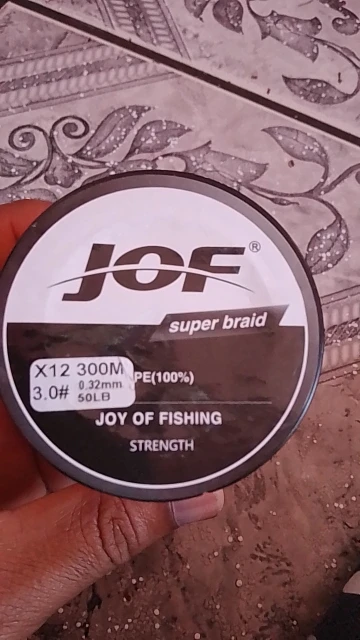 JOF®
super braid
X12 300M
3.0# 0.32mm
50LB
PE(100%)
JOY OF FISHING
STRENGTH